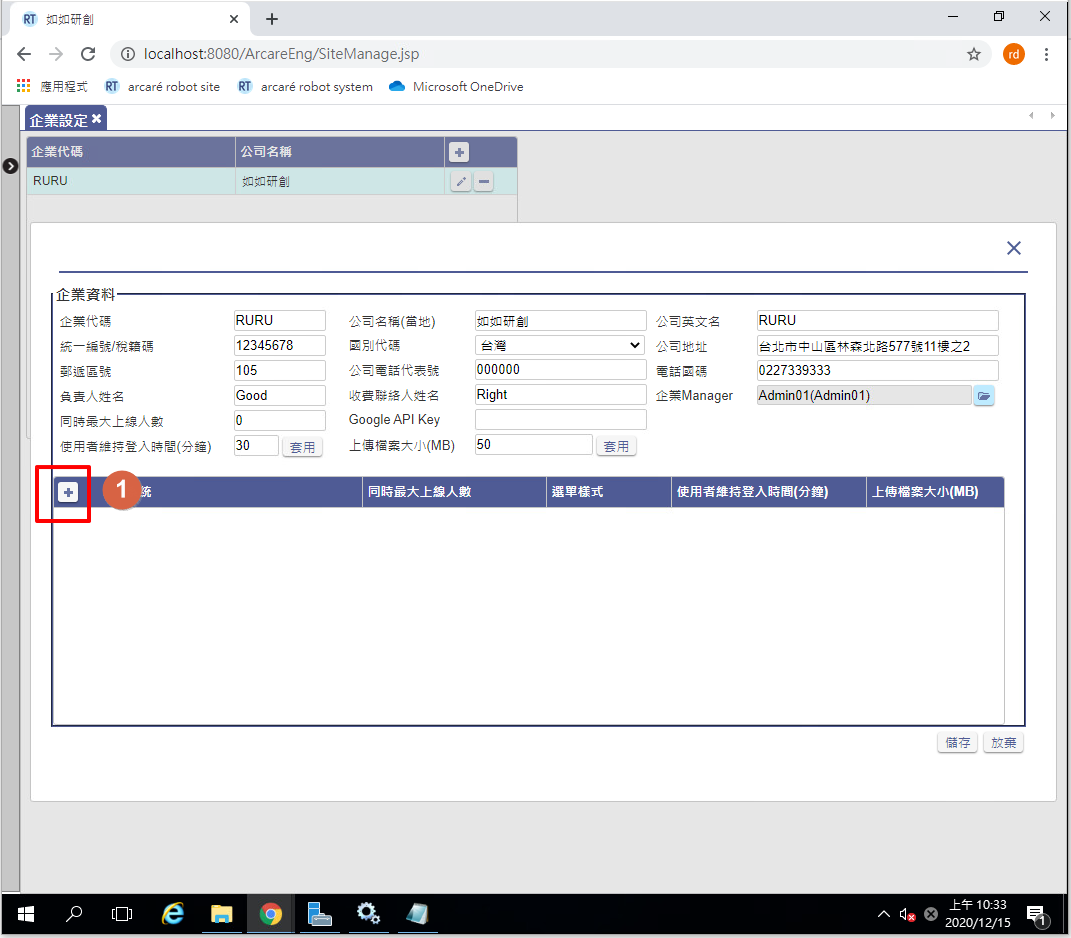 如如研創
localhost:8080/ArcareEng/SiteManage.jsp
rd
應用程式 RT arcaré robot site RT arcaré robot system Microsoft OneDrive
企業設定
企業代碼 公司名稱
RURU 如如研創
企業資料
企業代碼 RURU 公司名稱(當地) 如如研創 公司英文名 RURU
統一編號/稅籍碼 12345678 國別代碼 台灣 公司地址 台北市中山區林森北路577號11樓之2
郵遞區號 105 公司電話代表號 000000 電話國碼 0227339333
負責人姓名 Good 收費聯絡人姓名 Right 企業Manager Admin01(Admin01)
同時最大上線人數 0 Google API Key
使用者維持登入時間(分鐘) 30 套用 上傳檔案大小(MB) 50 套用
1 統 同時最大上線人數 選單樣式 使用者維持登入時間(分鐘) 上傳檔案大小(MB)
儲存 放棄
上午 10:33
2020/12/15
1